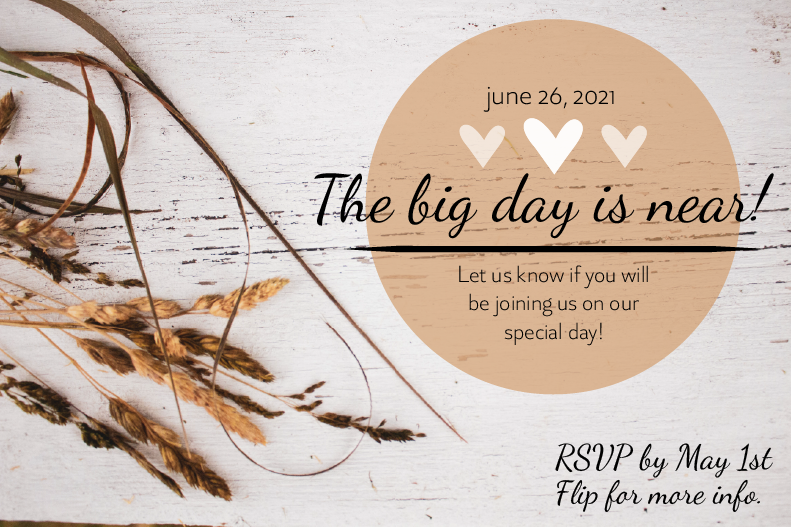 june 26, 2021
The big day is near!
Let us know if you will
be joining us on our
special day!
RSVP by May 1st
Flip for more info.